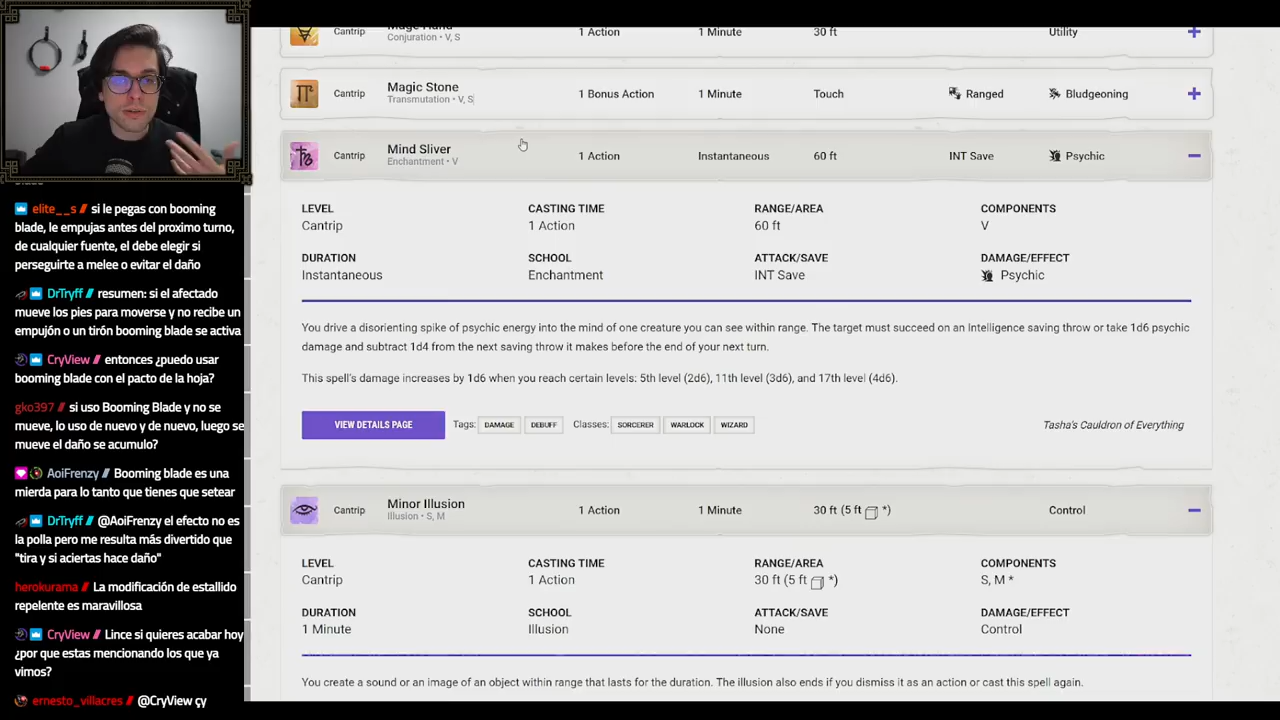 Cantrip
Conjuration • V, S
1 Action
1 Minute
30 ft
Utility
Cantrip
Magic Stone
Transmutation • V, S
1 Bonus Action
1 Minute
Touch
Ranged
Bludgeoning
Cantrip
Mind Sliver
Enchantment • V
1 Action
Instantaneous
60 ft
INT Save
Psychic
LEVEL
Cantrip
CASTING TIME
1 Action
RANGE/AREA
60 ft
COMPONENTS
V
DURATION
Instantaneous
SCHOOL
Enchantment
ATTACK/SAVE
INT Save
DAMAGE/EFFECT
Psychic
You drive a disorienting spike of psychic energy into the mind of one creature you can see within range. The target must succeed on an Intelligence saving throw or take 1d6 psychic
damage and subtract 1d4 from the next saving throw it makes before the end of your next turn.
This spell's damage increases by 1d6 when you reach certain levels: 5th level (2d6), 11th level (3d6), and 17th level (4d6).
VIEW DETAILS PAGE
Tags: DAMAGE DEBUFF Classes: SORCERER WARLOCK WIZARD
Tasha's Cauldron of Everything
Cantrip
Minor Illusion
Illusion • S, M
1 Action
1 Minute
30 ft (5 ft *)
Control
LEVEL
Cantrip
CASTING TIME
1 Action
RANGE/AREA
30 ft (5 ft *)
COMPONENTS
S, M *
DURATION
1 Minute
SCHOOL
Illusion
ATTACK/SAVE
None
DAMAGE/EFFECT
Control
You create a sound or an image of an object within range that lasts for the duration. The illusion also ends if you dismiss it as an action or cast this spell again.
elite__s // si le pegas con booming
blade, le empujas antes del proximo turno,
de cualquier fuente, el debe elegir si
perseguirte a melee o evitar el daño
DrTryff // resumen: si el afectado
mueve los pies para moverse y no recibe un
empujón o un tirón booming blade se activa
CryView // entonces ¿puedo usar
booming blade con el pacto de la hoja?
gko397 // si uso Booming Blade y no se
mueve, lo uso de nuevo y de nuevo, luego se
mueve el daño se acumulo?
AoiFrenzy // Booming blade es una
mierda para lo tanto que tienes que setear
DrTryff // @AoiFrenzy el efecto no es
la polla pero me resulta más divertido que
"tira y si aciertas hace daño"
herokurama // La modificación de estallido
repelente es maravillosa
CryView // Lince si quieres acabar hoy
¿por que estas mencionando los que ya
vimos?
ernesto_villacres // @CryView çy